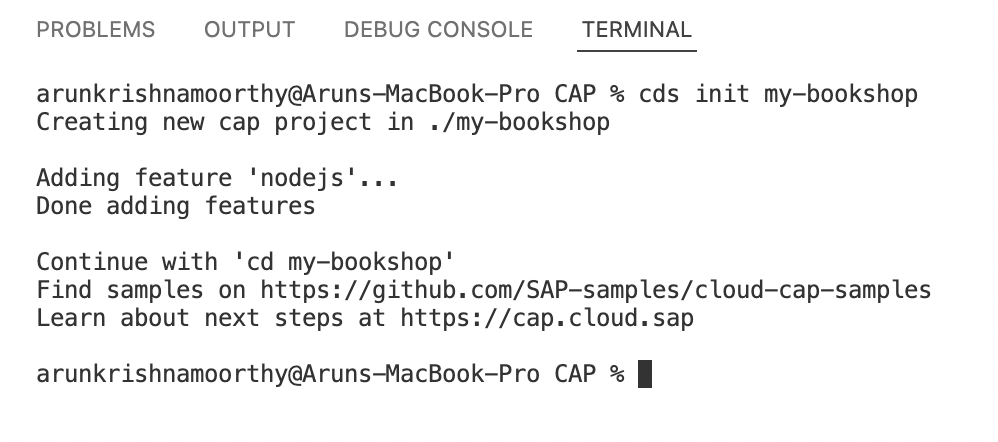 PROBLEMS OUTPUT DEBUG CONSOLE TERMINAL
arunkrishnamoorthy@Aruns-MacBook-Pro CAP % cds init my-bookshop
Creating new cap project in ./my-bookshop
Adding feature 'nodejs'...
Done adding features
Continue with 'cd my-bookshop'
Find samples on https://github.com/SAP-samples/cloud-cap-samples
Learn about next steps at https://cap.cloud.sap
arunkrishnamoorthy@Aruns-MacBook-Pro CAP %